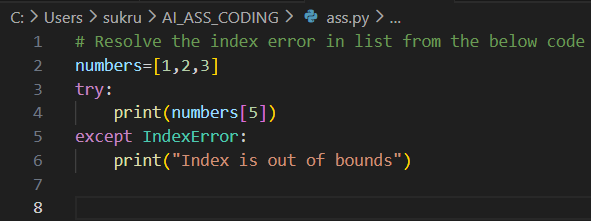 C: > Users > sukru > AI_ASS_CODING > ass.py > ...
1 # Resolve the index error in list from the below code
2 numbers=[1,2,3]
3 try:
4     print(numbers[5])
5 except IndexError:
6     print("Index is out of bounds")
7
8